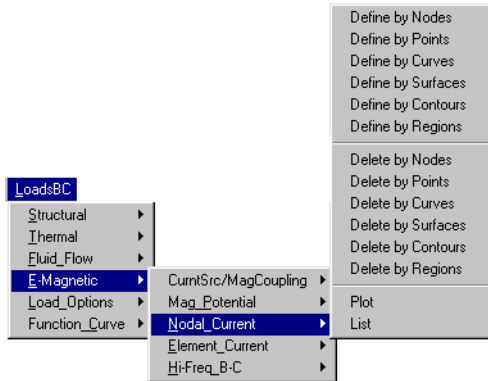 LoadsBC
Structural
Thermal
Fluid_Flow
E-Magnetic
Load_Options
Function_Curve
CurntSrc/MagCoupling
Mag_Potential
Nodal_Current
Element_Current
Hi-Freq_B-C
Define by Nodes
Define by Points
Define by Curves
Define by Surfaces
Define by Contours
Define by Regions
Delete by Nodes
Delete by Points
Delete by Curves
Delete by Surfaces
Delete by Contours
Delete by Regions
Plot
List